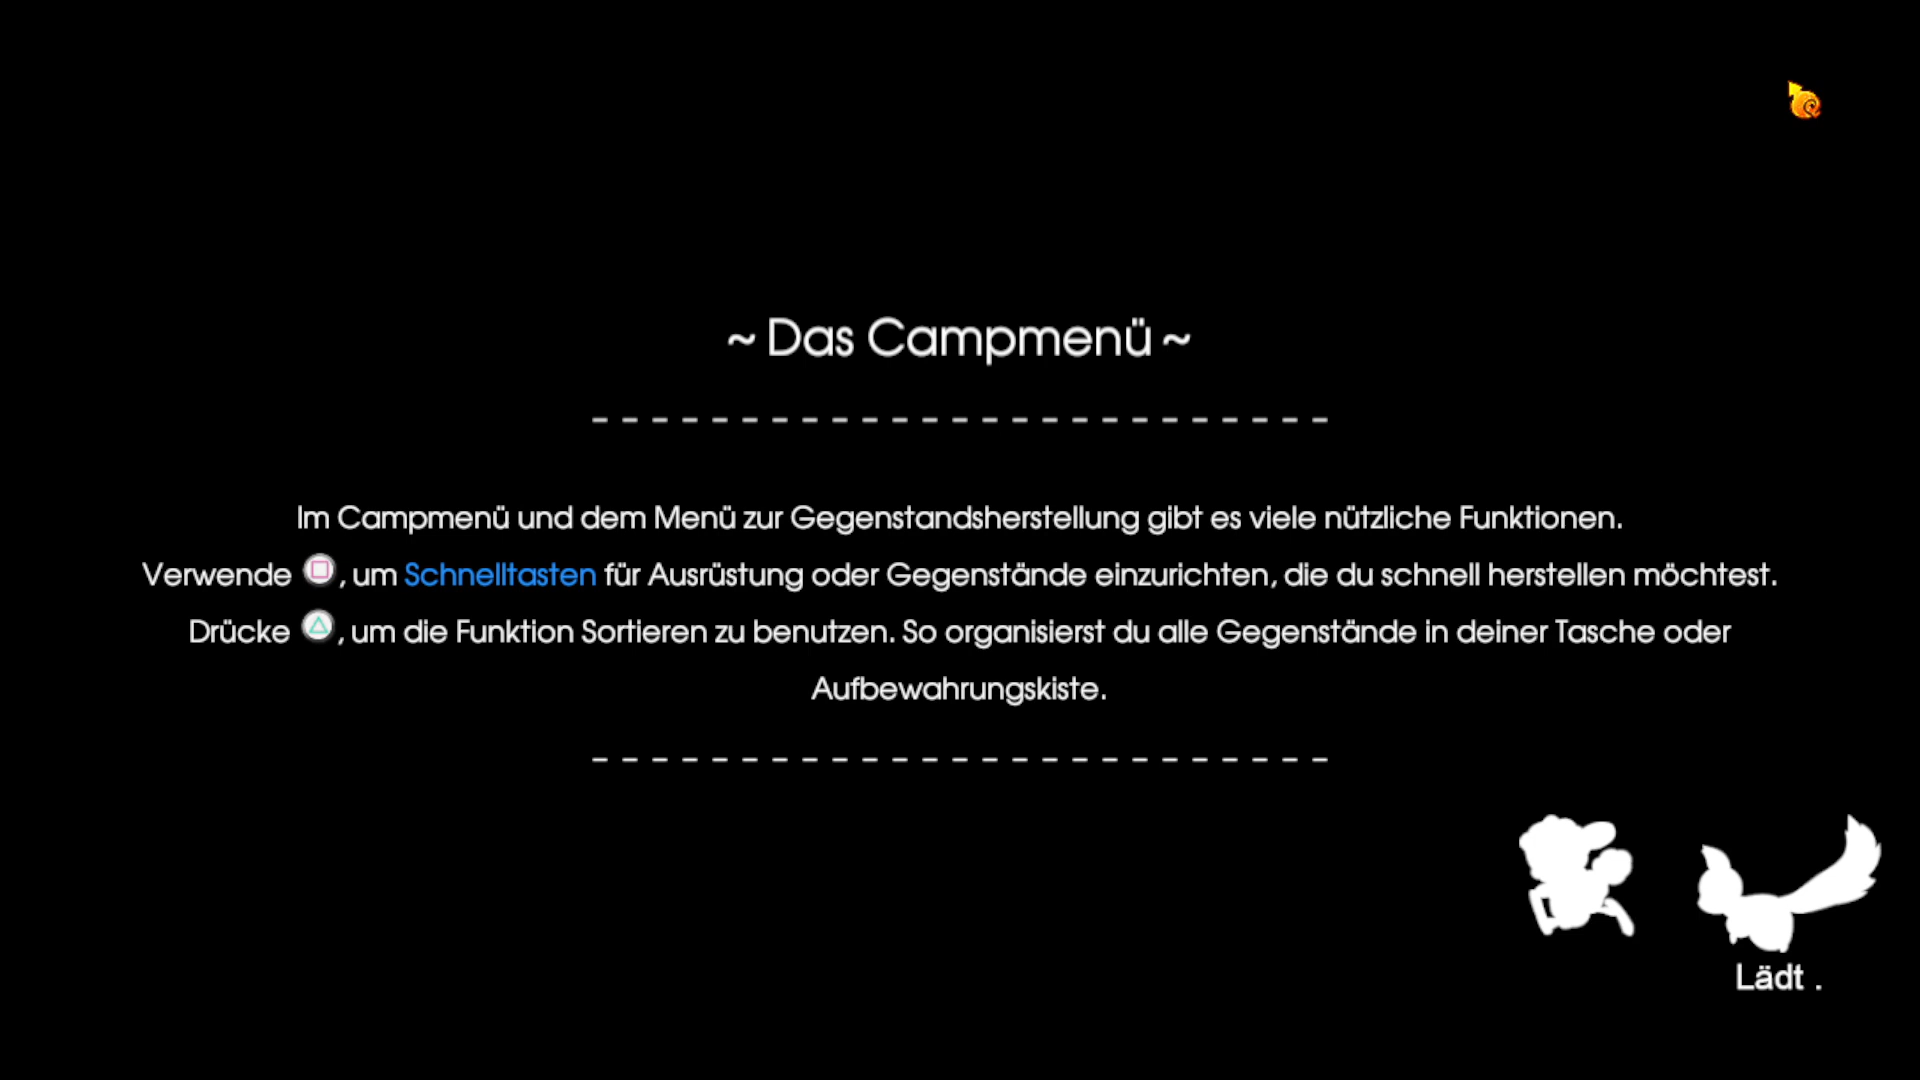 ~ Das Campmenü ~
- - - - - - - - - - - - - - - - - - - - - - - - -
Im Campmenü und dem Menü zur Gegenstandsherstellung gibt es viele nützliche Funktionen.
Verwende □, um Schnelltasten für Ausrüstung oder Gegenstände einzurichten, die du schnell herstellen möchtest.
Drücke △, um die Funktion Sortieren zu benutzen. So organisierst du alle Gegenstände in deiner Tasche oder
Aufbewahrungskiste.
- - - - - - - - - - - - - - - - - - - - - - - - -
Lädt .